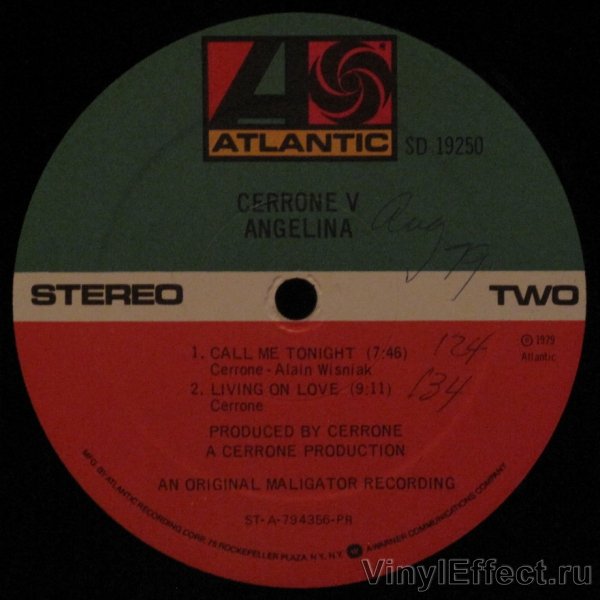 ATLANTIC
SD 19250
CERRONE V
ANGELINA
Aug
79
STEREO
TWO
1. CALL ME TONIGHT (7:46) 124
Cerrone - Alain Wisniak
2. LIVING ON LOVE (9:11) 134
Cerrone
℗ 1979
Atlantic
PRODUCED BY CERRONE
A CERRONE PRODUCTION
AN ORIGINAL MALIGATOR RECORDING
ST-A-794356-PR
MFG. BY ATLANTIC RECORDING CORP., 75 ROCKEFELLER PLAZA, N.Y., N.Y. A WARNER COMMUNICATIONS COMPANY
VinylEffect.ru